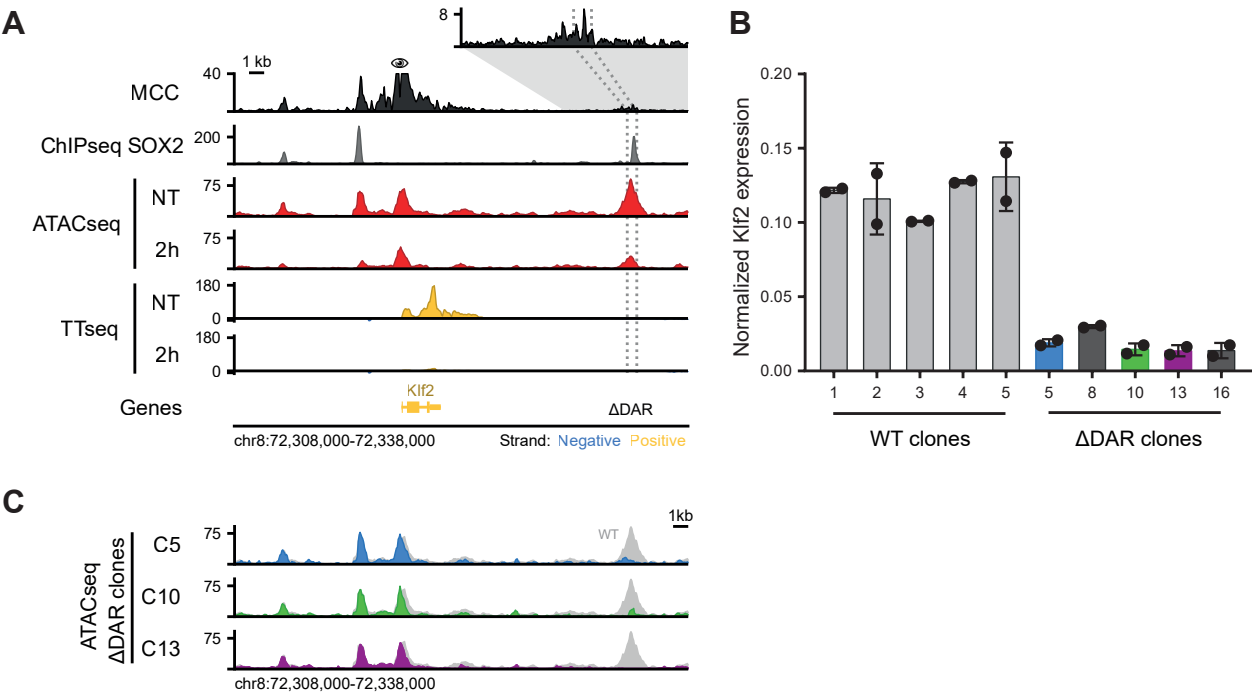 A
8
1 kb
40
MCC
ChIPseq SOX2
200
ATACseq
NT
75
2h
75
TTseq
NT
180
0
2h
180
0
Genes
Klf2
ΔDAR
chr8:72,308,000-72,338,000
Strand: Negative Positive
B
Normalized Klf2 expression
0.20
0.15
0.10
0.05
0.00
1 2 3 4 5 5 8 10 13 16
WT clones
ΔDAR clones
C
1kb
ATACseq
ΔDAR clones
C5
75
WT
C10
75
C13
75
chr8:72,308,000-72,338,000